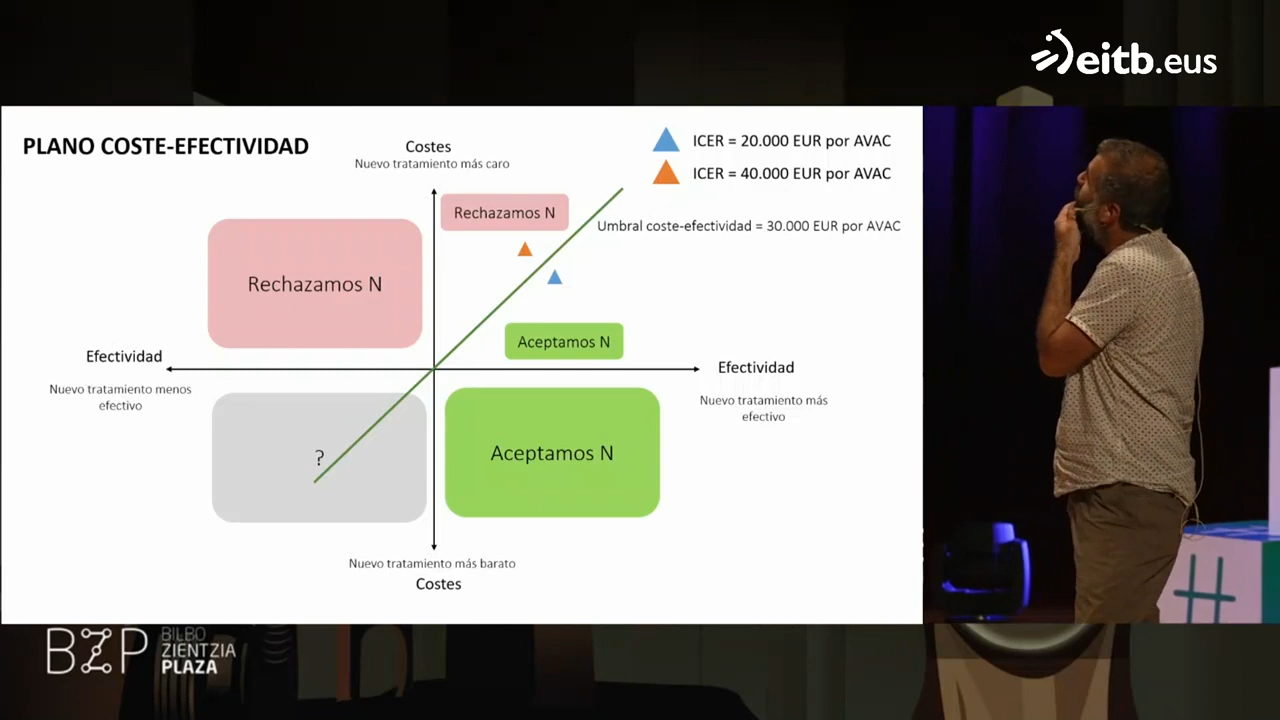 eitb.eus
PLANO COSTE-EFECTIVIDAD
Costes
Nuevo tratamiento más caro
ICER = 20.000 EUR por AVAC
ICER = 40.000 EUR por AVAC
Rechazamos N
Umbral coste-efectividad = 30.000 EUR por AVAC
Rechazamos N
Aceptamos N
Efectividad
Nuevo tratamiento menos
efectivo
Efectividad
Nuevo tratamiento más
efectivo
?
Aceptamos N
Nuevo tratamiento más barato
Costes
BZP
BILBO
ZIENTZIA
PLAZA
#